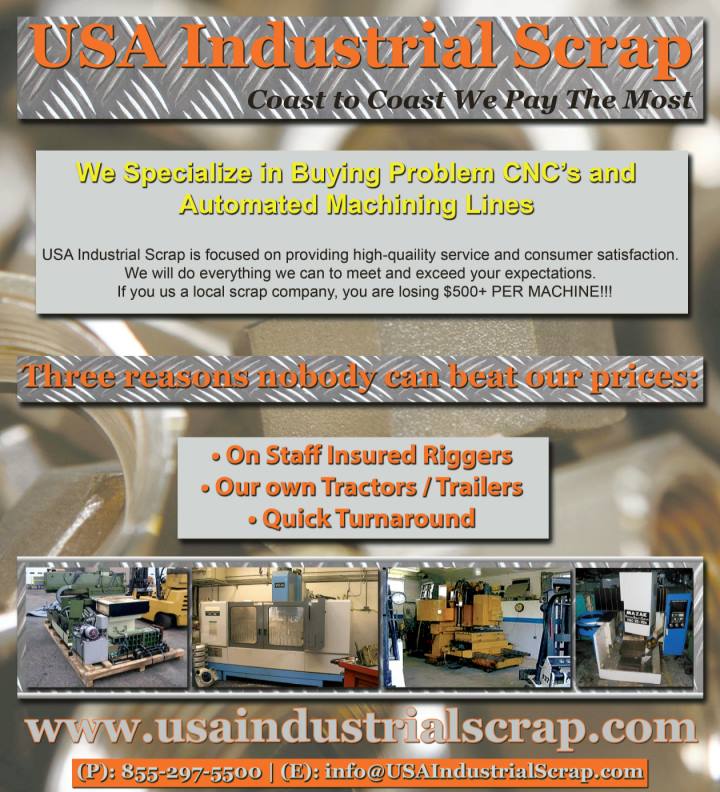 USA Industrial Scrap
Coast to Coast We Pay The Most
We Specialize in Buying Problem CNC's and
Automated Machining Lines
USA Industrial Scrap is focused on providing high-quaility service and consumer satisfaction.
We will do everything we can to meet and exceed your expectations.
If you us a local scrap company, you are losing $500+ PER MACHINE!!!
Three reasons nobody can beat our prices:
• On Staff Insured Riggers
• Our own Tractors / Trailers
• Quick Turnaround
MAZAK
www.usaindustrialscrap.com
(P): 855-297-5500 | (E): info@USAIndustrialScrap.com